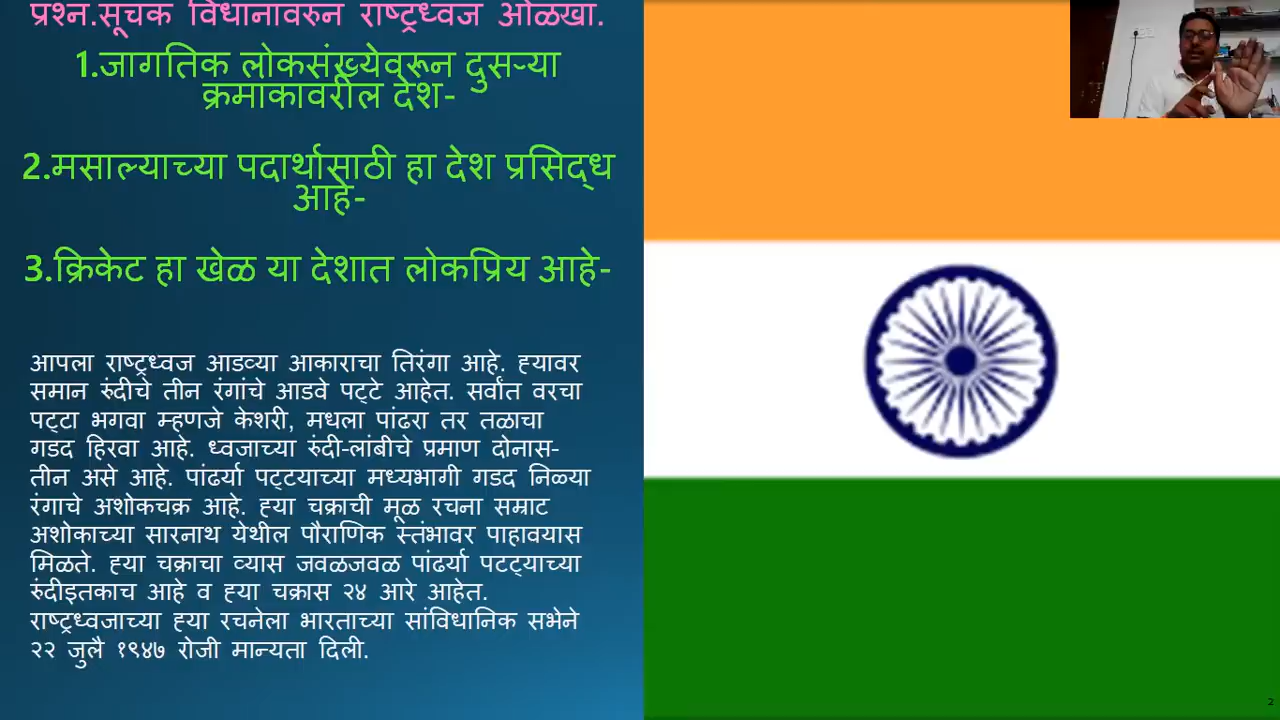 प्रश्न.सूचक विधानावरुन राष्ट्रध्वज ओळखा.
1.जागतिक लोकसंख्येवरून दुसऱ्या
क्रमांकावरील देश-
2.मसाल्याच्या पदार्थासाठी हा देश प्रसिद्ध
आहे-
3.क्रिकेट हा खेळ या देशात लोकप्रिय आहे-
आपला राष्ट्रध्वज आडव्या आकाराचा तिरंगा आहे. ह्यावर
समान रुंदीचे तीन रंगांचे आडवे पट्टे आहेत. सर्वांत वरचा
पट्टा भगवा म्हणजे केशरी, मधला पांढरा तर तळाचा
गडद हिरवा आहे. ध्वजाच्या रुंदी-लांबीचे प्रमाण दोनास-
तीन असे आहे. पांढर्या पट्टयाच्या मध्यभागी गडद निळ्या
रंगाचे अशोकचक्र आहे. ह्या चक्राची मूळ रचना सम्राट
अशोकाच्या सारनाथ येथील पौराणिक स्तंभावर पाहावयास
मिळते. ह्या चक्राचा व्यास जवळजवळ पांढर्या पटट्याच्या
रुंदीइतकाच आहे व ह्या चक्रास २४ आरे आहेत.
राष्ट्रध्वजाच्या ह्या रचनेला भारताच्या सांविधानिक सभेने
२२ जुलै १९४७ रोजी मान्यता दिली.
2